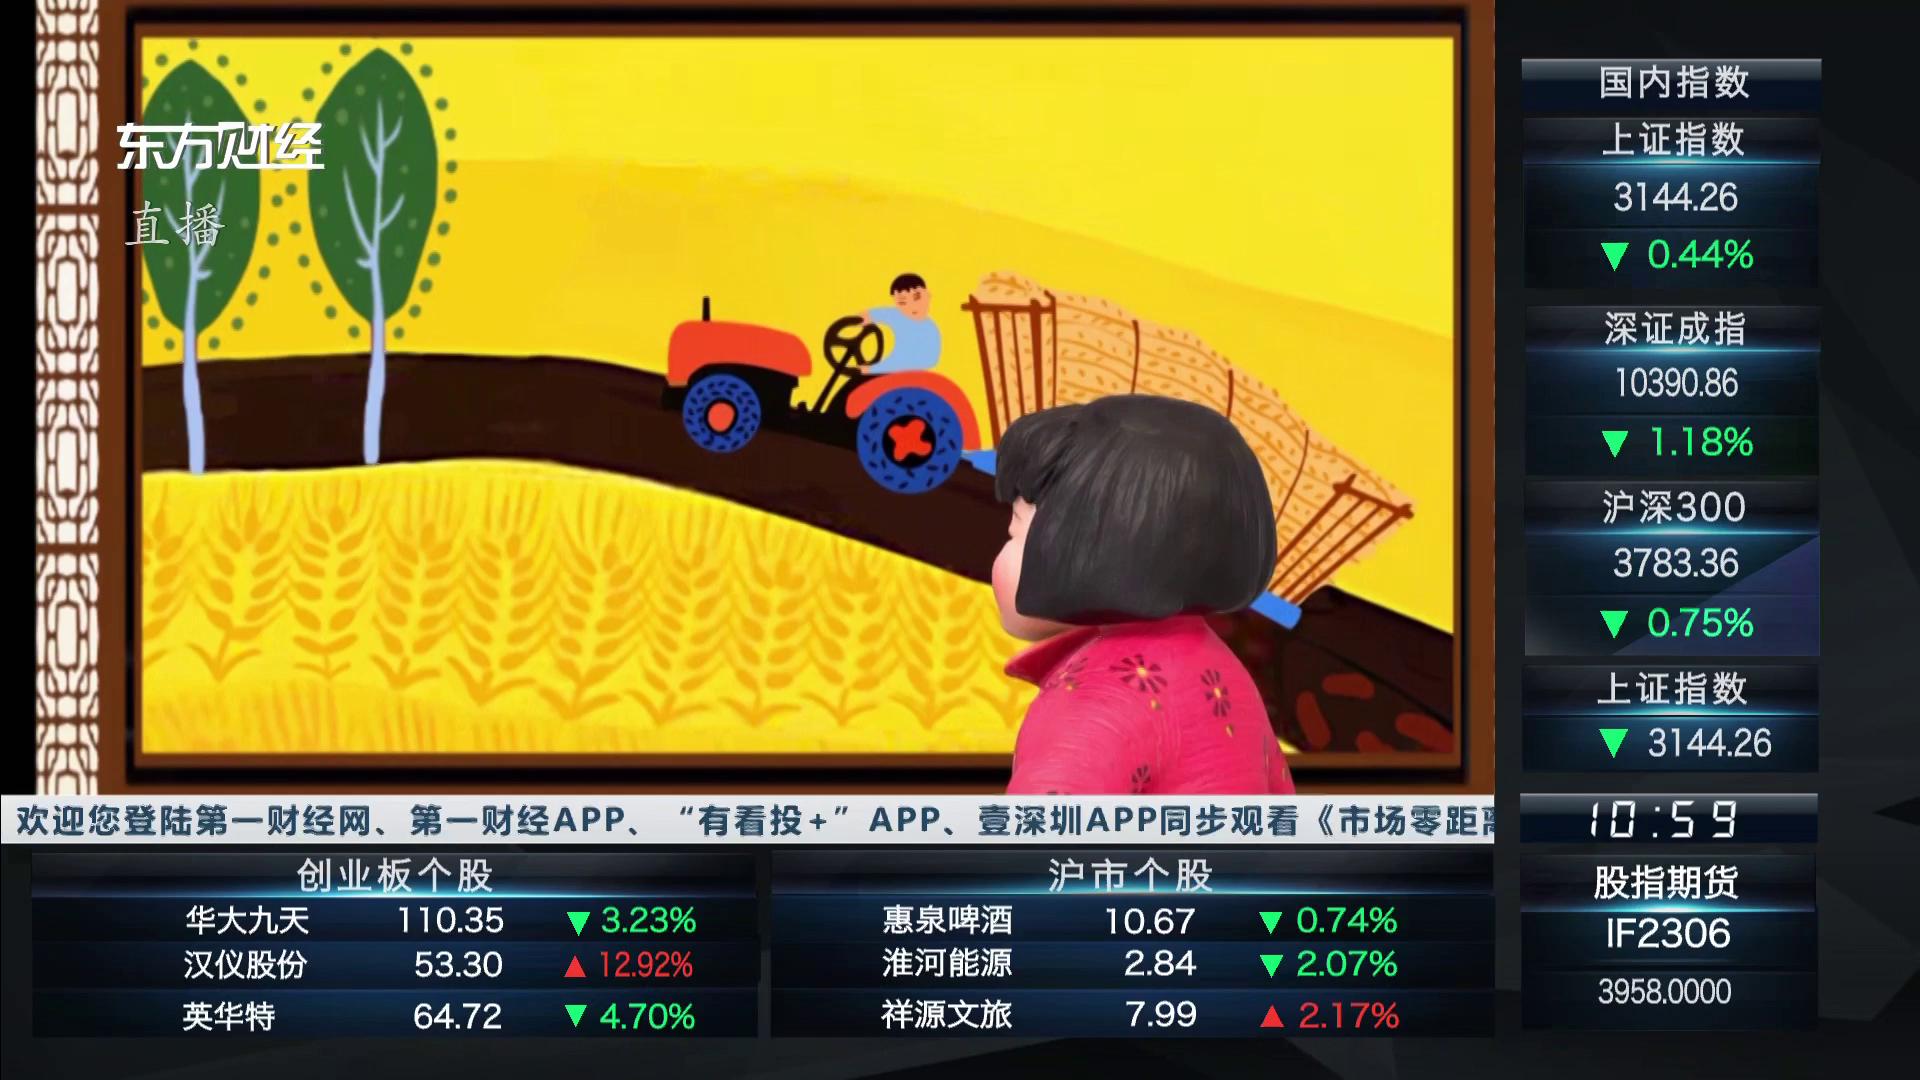 东方财经
直播
国内指数
上证指数
3144.26
▼ 0.44%
深证成指
10390.86
▼ 1.18%
沪深300
3783.36
▼ 0.75%
上证指数
▼ 3144.26
10:59
股指期货
IF2306
3958.0000
欢迎您登陆第一财经网、第一财经APP、“有看投+”APP、壹深圳APP同步观看《市场零距离
创业板个股
华大九天 110.35 ▼ 3.23%
汉仪股份 53.30 ▲ 12.92%
英华特 64.72 ▼ 4.70%
沪市个股
惠泉啤酒 10.67 ▼ 0.74%
淮河能源 2.84 ▼ 2.07%
祥源文旅 7.99 ▲ 2.17%